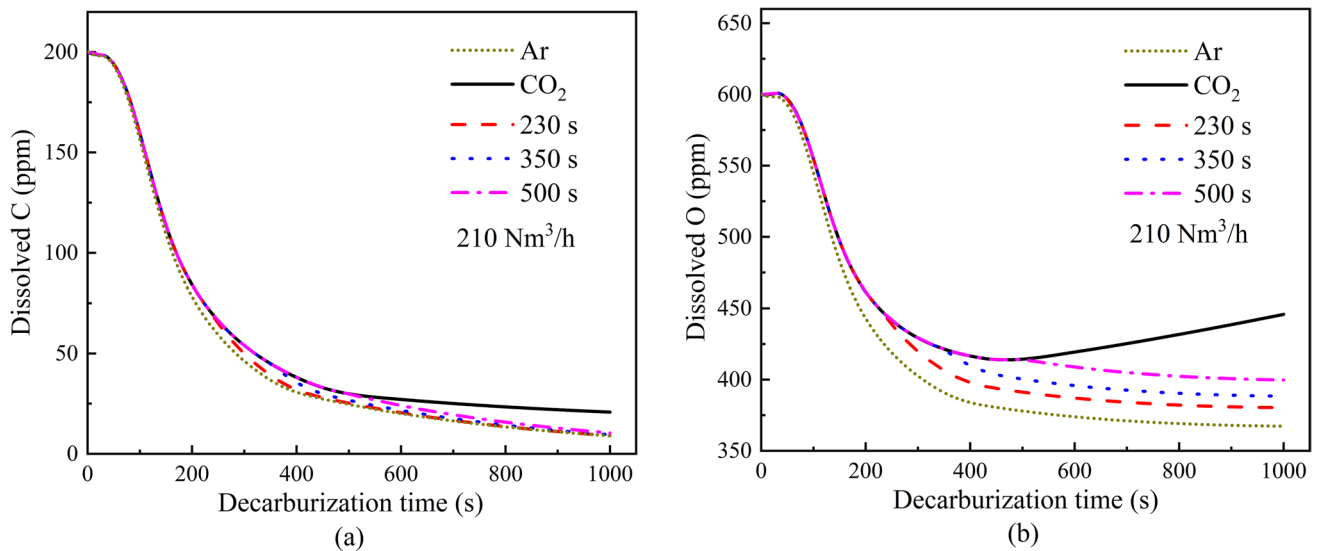 200
150
100
50
0
Dissolved C (ppm)
Ar
CO₂
230 s
350 s
500 s
210 Nm³/h
0 200 400 600 800 1000
Decarburization time (s)
(a)
650
600
550
500
450
400
350
Dissolved O (ppm)
Ar
CO₂
230 s
350 s
500 s
210 Nm³/h
0 200 400 600 800 1000
Decarburization time (s)
(b)